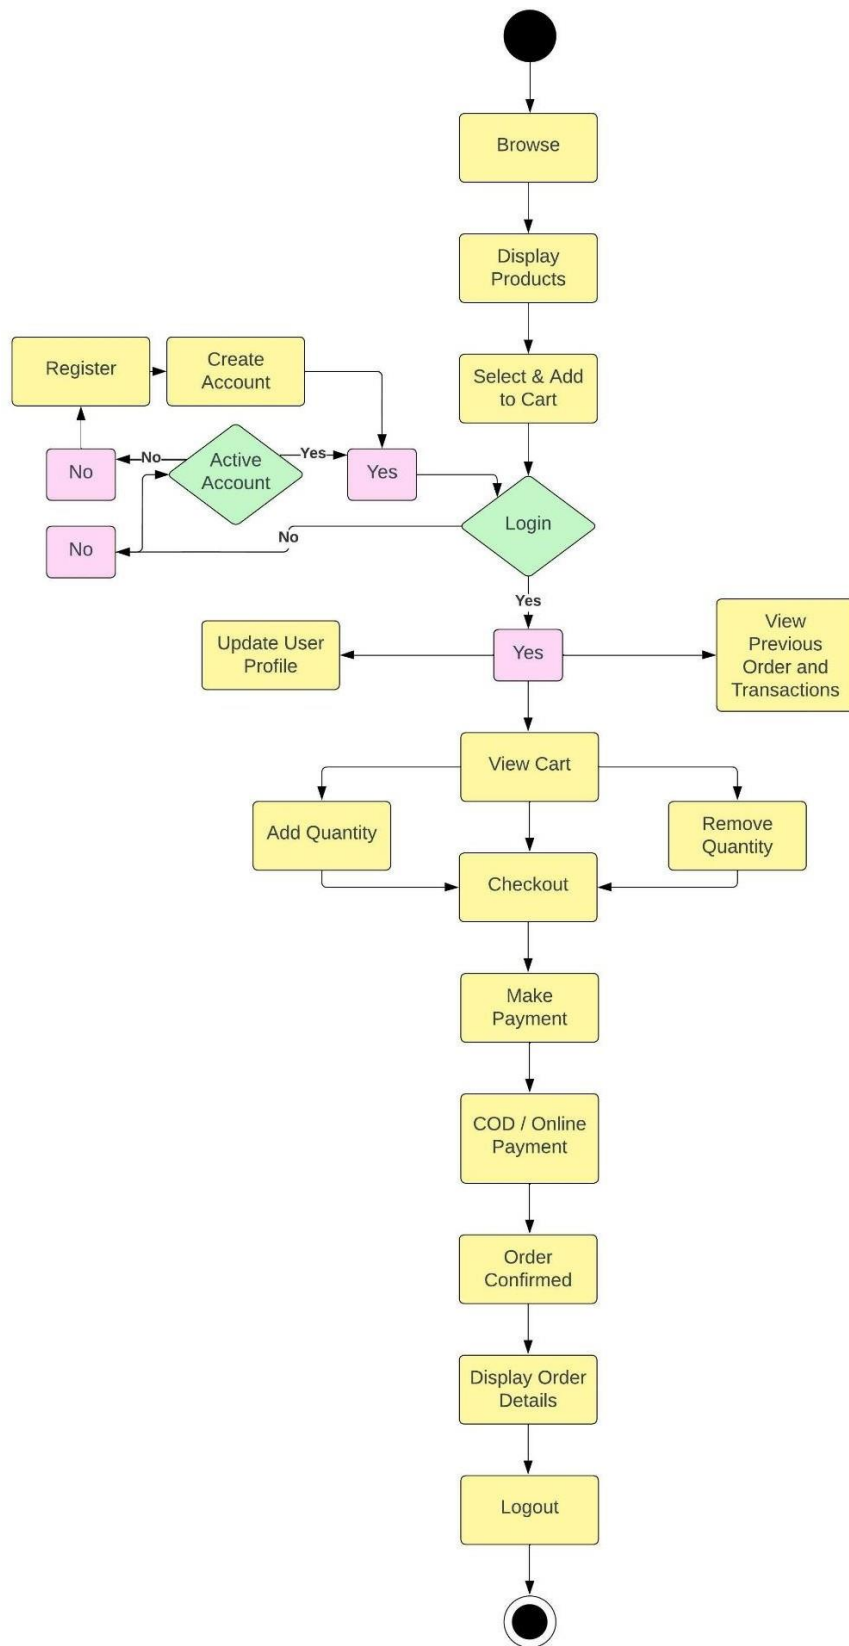 Browse
Display
Products
Select & Add
to Cart
Register
Create
Account
No
No
Active
Account
Yes
Yes
Login
No
No
Yes
Update User
Profile
Yes
View
Previous
Order and
Transactions
View Cart
Add Quantity
Remove
Quantity
Checkout
Make
Payment
COD / Online
Payment
Order
Confirmed
Display Order
Details
Logout